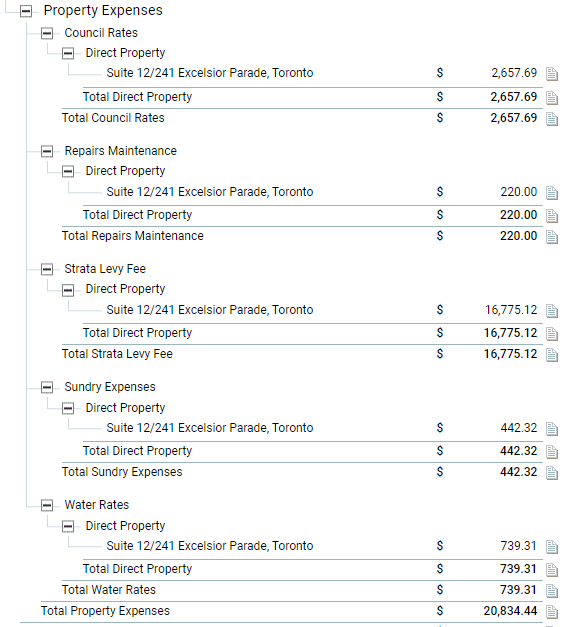 Property Expenses
Council Rates
Direct Property
Suite 12/241 Excelsior Parade, Toronto $ 2,657.69
Total Direct Property $ 2,657.69
Total Council Rates $ 2,657.69
Repairs Maintenance
Direct Property
Suite 12/241 Excelsior Parade, Toronto $ 220.00
Total Direct Property $ 220.00
Total Repairs Maintenance $ 220.00
Strata Levy Fee
Direct Property
Suite 12/241 Excelsior Parade, Toronto $ 16,775.12
Total Direct Property $ 16,775.12
Total Strata Levy Fee $ 16,775.12
Sundry Expenses
Direct Property
Suite 12/241 Excelsior Parade, Toronto $ 442.32
Total Direct Property $ 442.32
Total Sundry Expenses $ 442.32
Water Rates
Direct Property
Suite 12/241 Excelsior Parade, Toronto $ 739.31
Total Direct Property $ 739.31
Total Water Rates $ 739.31
Total Property Expenses $ 20,834.44